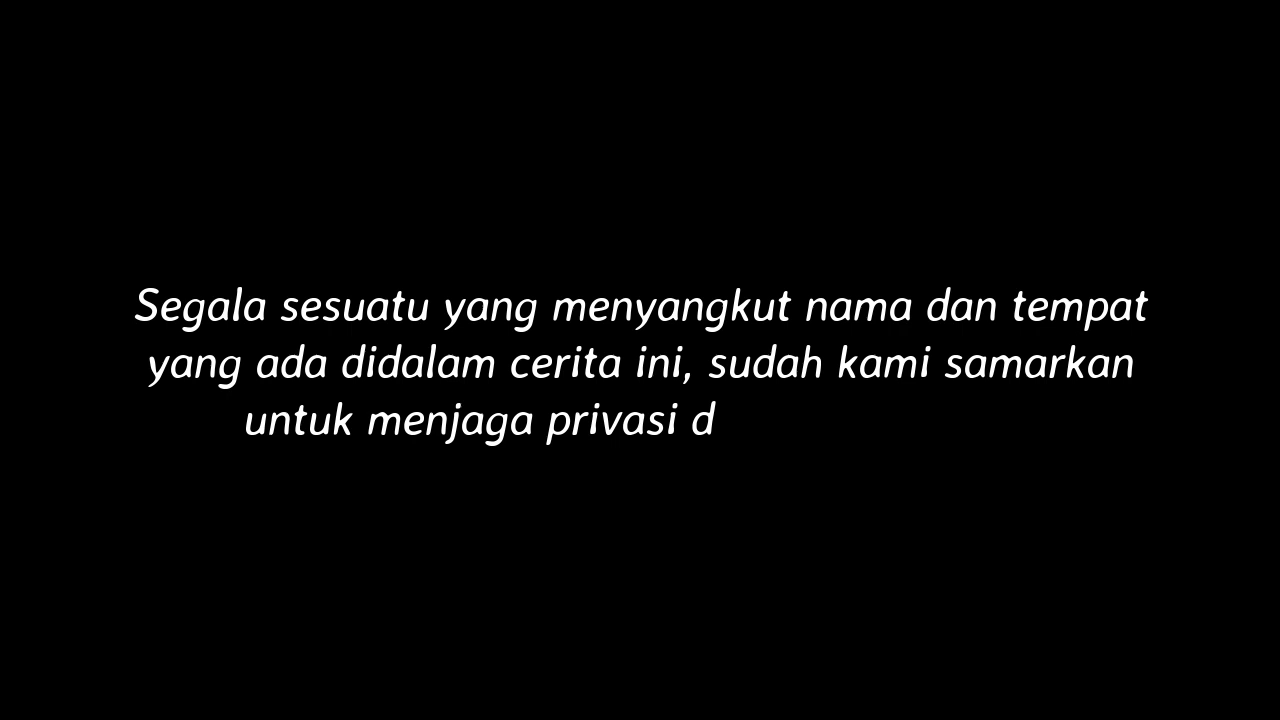 Segala sesuatu yang menyangkut nama dan tempat
yang ada didalam cerita ini, sudah kami samarkan
untuk menjaga privasi d